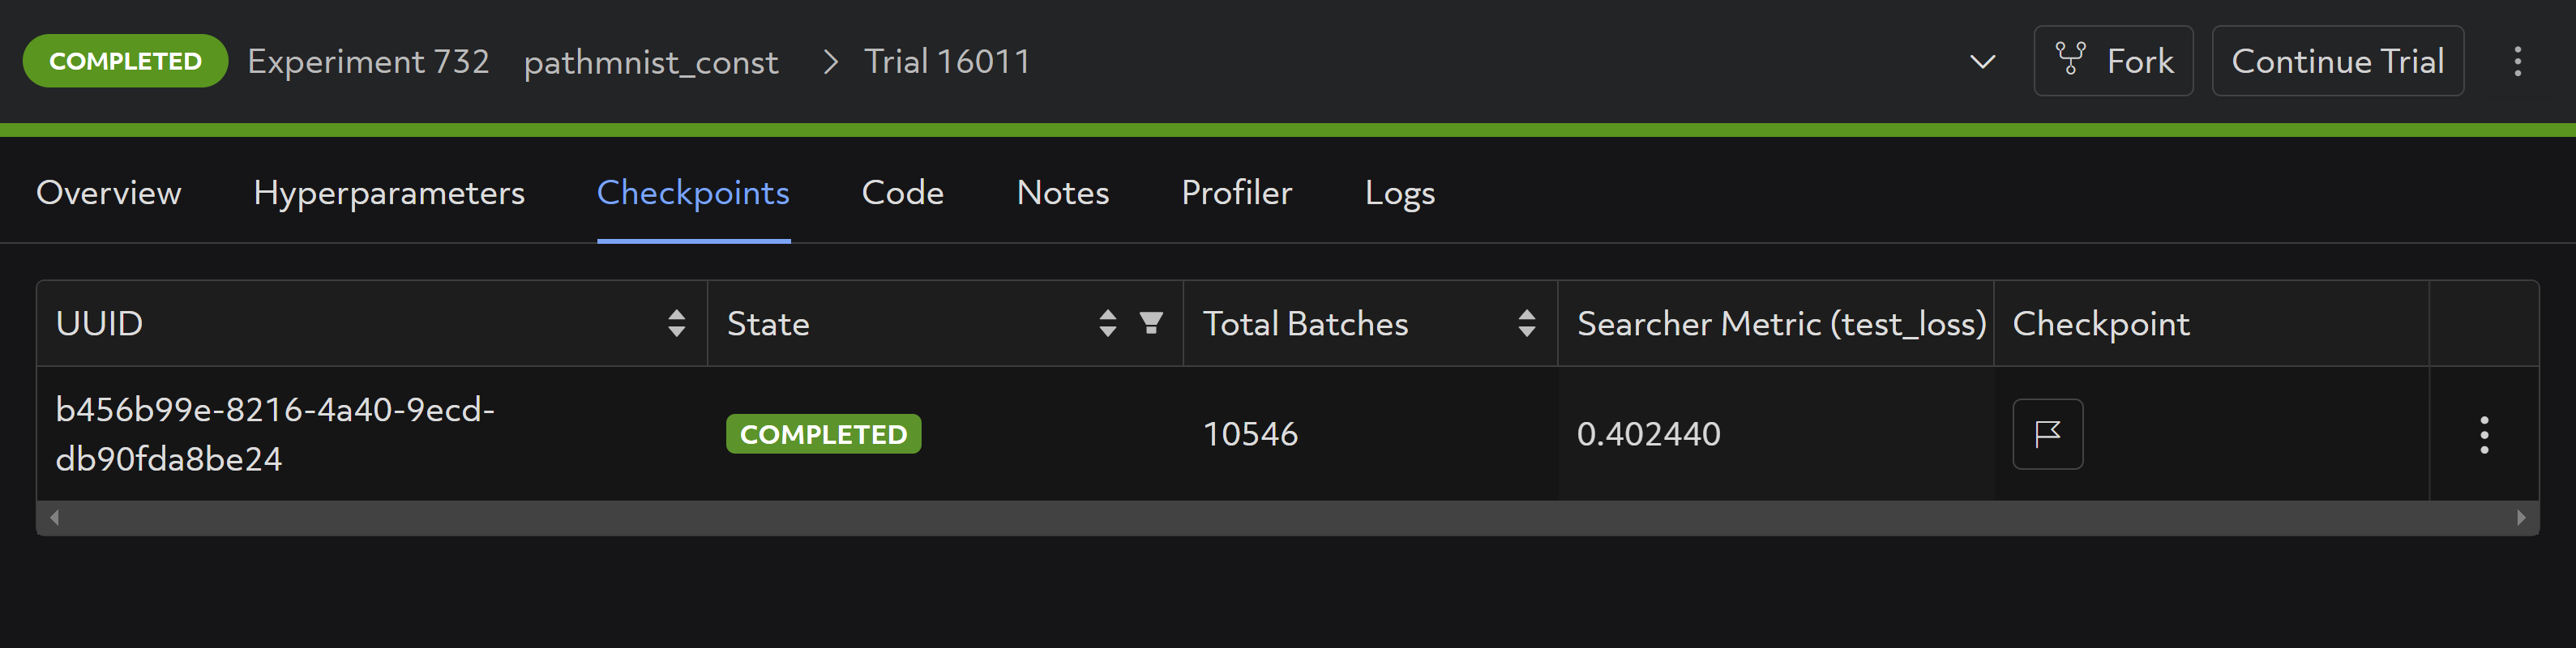 COMPLETED Experiment 732 pathmnist_const > Trial 16011 Fork Continue Trial
Overview Hyperparameters Checkpoints Code Notes Profiler Logs
UUID State Total Batches Searcher Metric (test_loss) Checkpoint
b456b99e-8216-4a40-9ecd-
db90fda8be24 COMPLETED 10546 0.402440